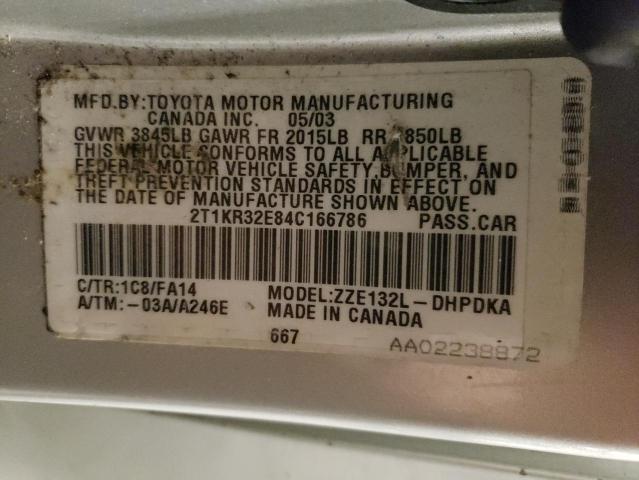 MFD.BY:TOYOTA MOTOR MANUFACTURING
CANADA INC. 05/03
GVWR 3845LB GAWR FR 2015LB RR 850LB
THIS VEHICLE CONFORMS TO ALL APPLICABLE
FEDERAL MOTOR VEHICLE SAFETY,BUMPER, AND
THEFT PREVENTION STANDARDS IN EFFECT ON
THE DATE OF MANUFACTURE SHOWN ABOVE.
2T1KR32E84C166786 PASS.CAR
C/TR:1C8/FA14 MODEL:ZZE132L-DHPDKA
A/TM:-03A/A246E MADE IN CANADA
667
AA02238872